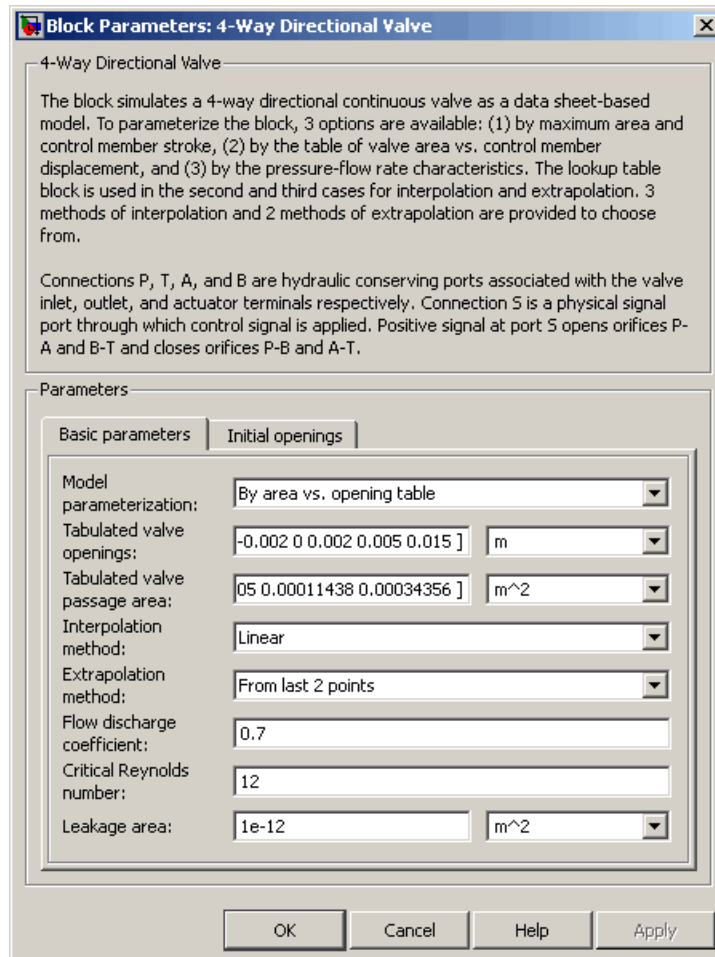 Block Parameters: 4-Way Directional Valve
4-Way Directional Valve
The block simulates a 4-way directional continuous valve as a data sheet-based
model. To parameterize the block, 3 options are available: (1) by maximum area and
control member stroke, (2) by the table of valve area vs. control member
displacement, and (3) by the pressure-flow rate characteristics. The lookup table
block is used in the second and third cases for interpolation and extrapolation. 3
methods of interpolation and 2 methods of extrapolation are provided to choose
from.
Connections P, T, A, and B are hydraulic conserving ports associated with the valve
inlet, outlet, and actuator terminals respectively. Connection S is a physical signal
port through which control signal is applied. Positive signal at port S opens orifices P-
A and B-T and closes orifices P-B and A-T.
Parameters
Basic parameters Initial openings
Model
parameterization:
By area vs. opening table
Tabulated valve
openings:
-0.002 0 0.002 0.005 0.015 ] m
Tabulated valve
passage area:
05 0.00011438 0.00034356 ] m^2
Interpolation
method:
Linear
Extrapolation
method:
From last 2 points
Flow discharge
coefficient:
0.7
Critical Reynolds
number:
12
Leakage area: 1e-12 m^2
OK Cancel Help Apply